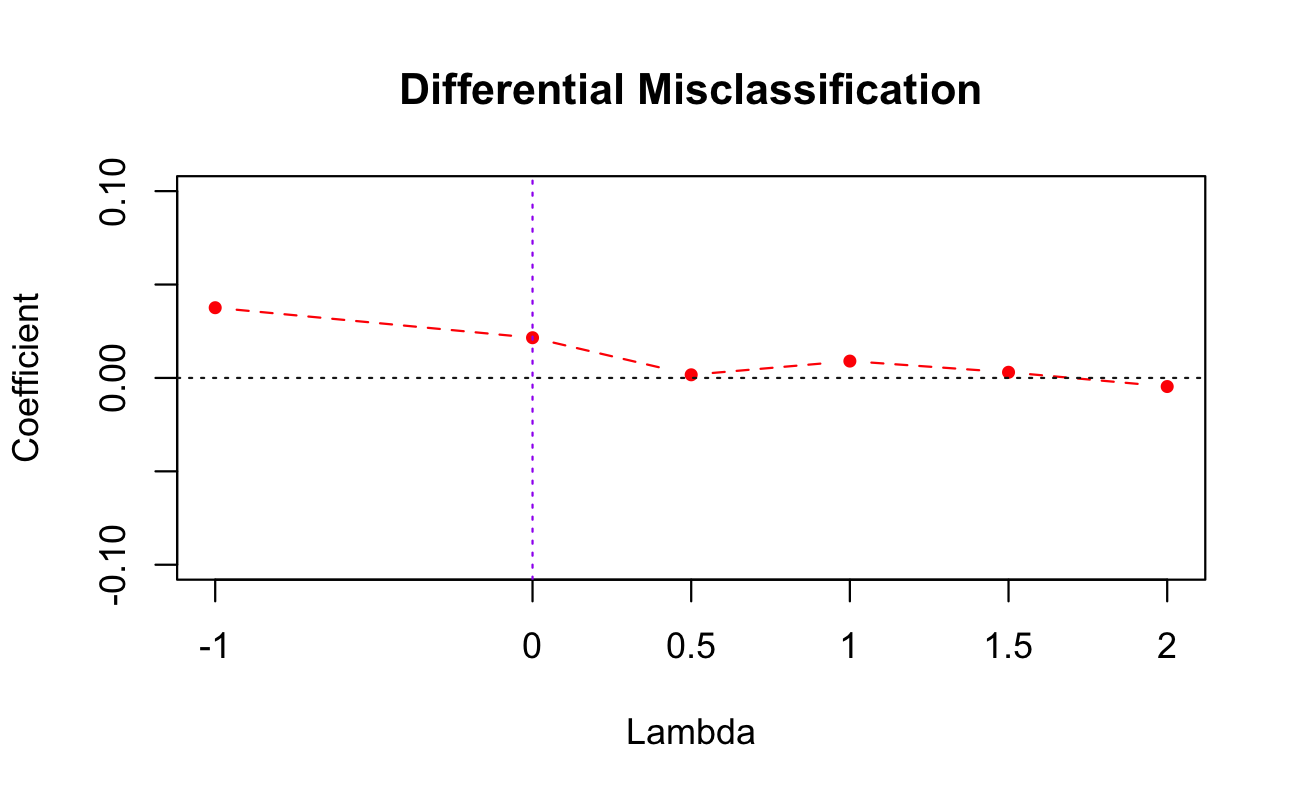 Differential Misclassification
0.10
0.00
-0.10
Coefficient
-1 0 0.5 1 1.5 2
Lambda